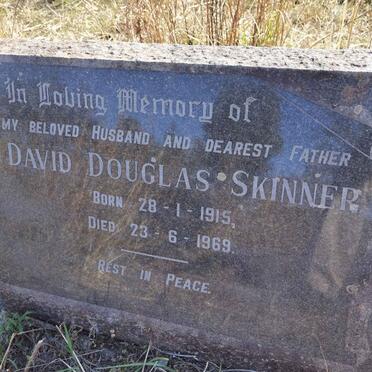 In Loving Memory of
MY BELOVED HUSBAND AND DEAREST FATHER
DAVID DOUGLAS SKINNER
BORN 28-1-1915.
DIED 23-6-1969.
REST IN PEACE.